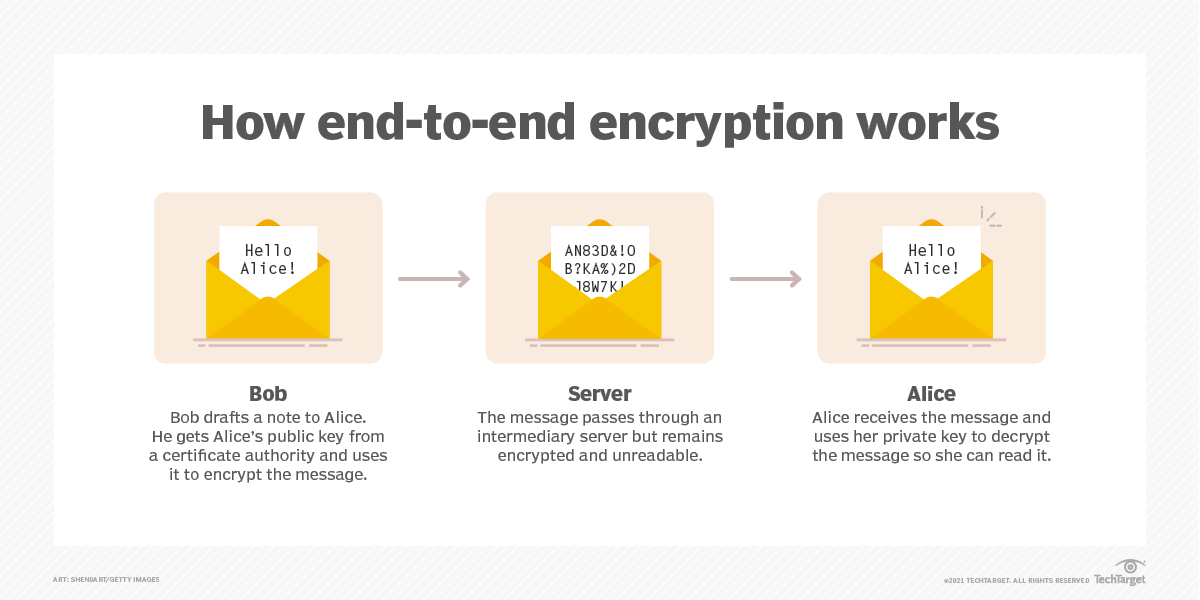 How end-to-end encryption works
Hello
Alice!
AN83D&!O
B?KA%)2D
J8W7K!
Hello
Alice!
Bob
Bob drafts a note to Alice.
He gets Alice’s public key from
a certificate authority and uses
it to encrypt the message.
Server
The message passes through an
intermediary server but remains
encrypted and unreadable.
Alice
Alice receives the message and
uses her private key to decrypt
the message so she can read it.
ART: SHENDART/GETTY IMAGES
©2021 TECHTARGET. ALL RIGHTS RESERVED TechTarget